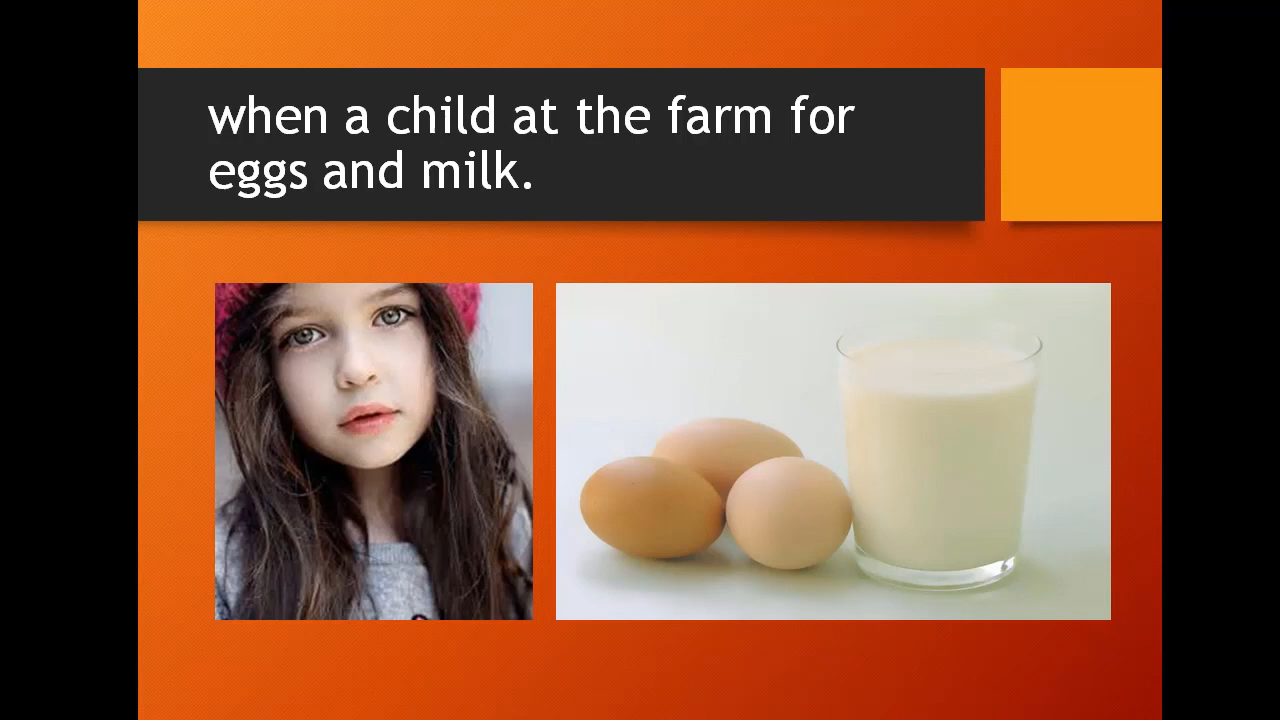 when a child at the farm for
eggs and milk.